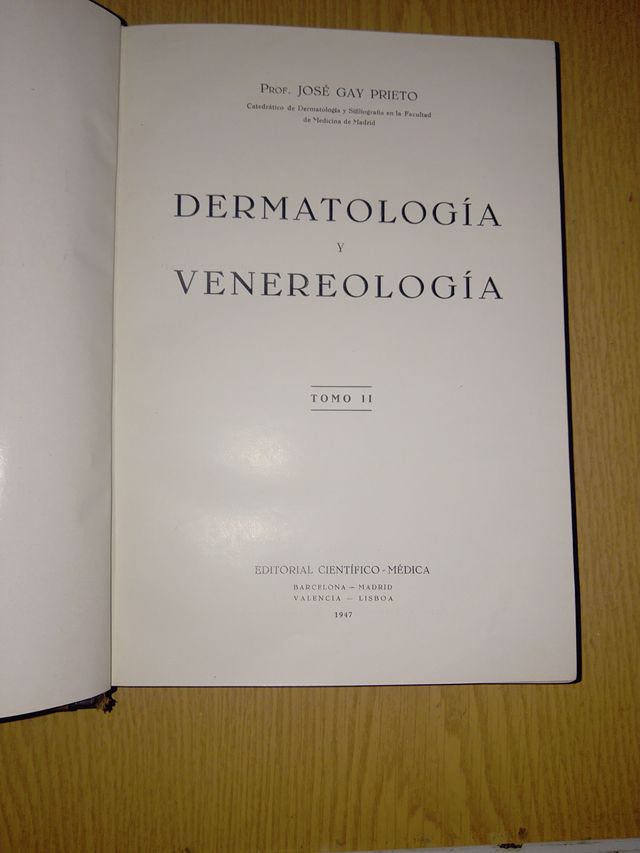 Prof. JOSÉ GAY PRIETO
Catedrático de Dermatología y Sifiliografía en la Facultad
de Medicina de Madrid
DERMATOLOGÍA
Y
VENEREOLOGÍA
TOMO II
EDITORIAL CIENTÍFICO-MÉDICA
BARCELONA — MADRID
VALENCIA — LISBOA
1947